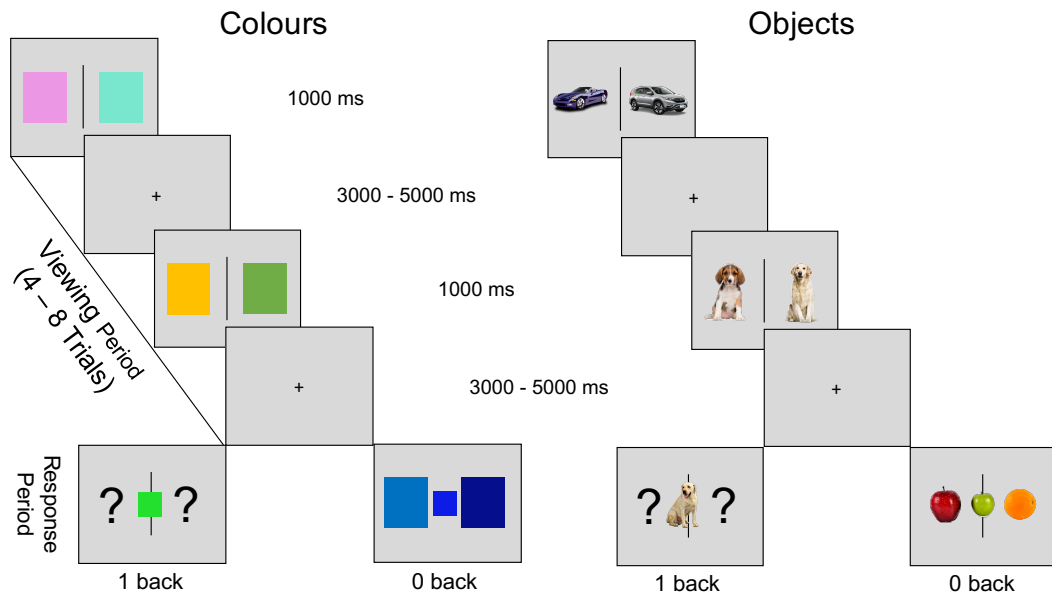 Colours
Objects
1000 ms
+
3000 - 5000 ms
+
1000 ms
Viewing Period
(4 – 8 Trials)
+
3000 - 5000 ms
+
Response
Period
? ?
? ?
1 back
0 back
1 back
0 back